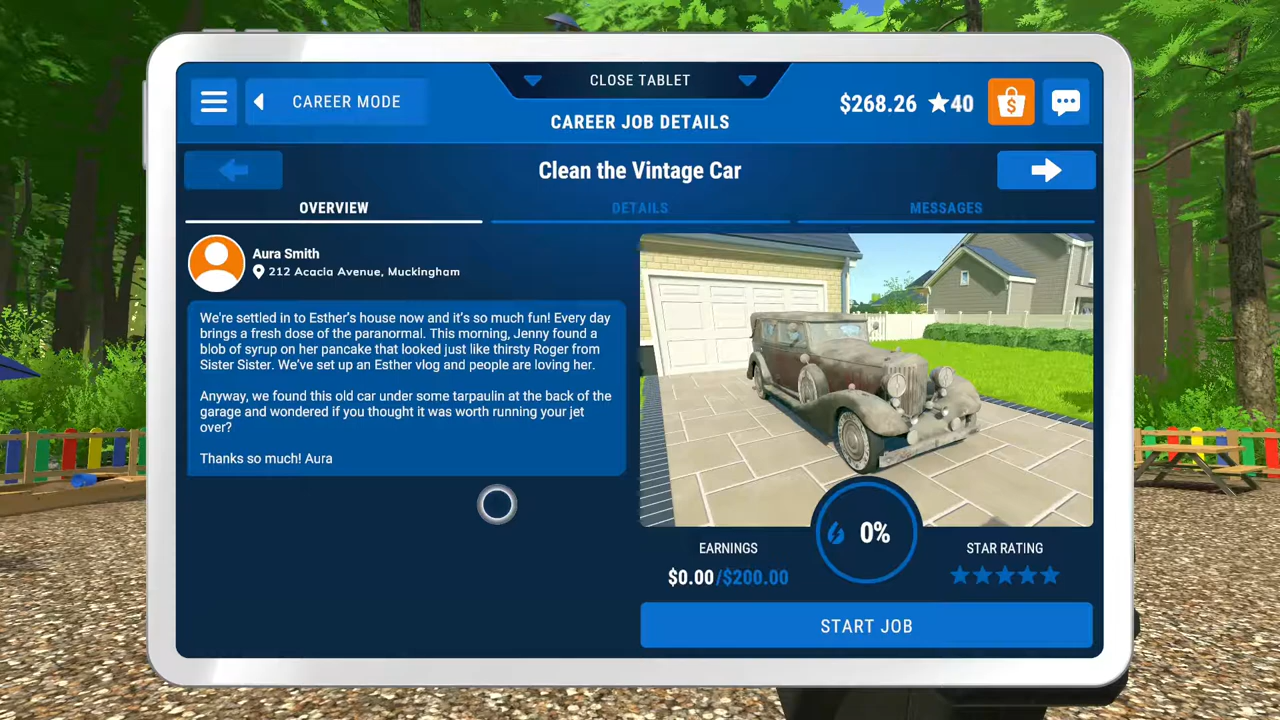 CLOSE TABLET
CAREER MODE
$268.26 ★40
CAREER JOB DETAILS
Clean the Vintage Car
OVERVIEW
DETAILS
MESSAGES
Aura Smith
212 Acacia Avenue, Muckingham
We're settled in to Esther's house now and it's so much fun! Every day
brings a fresh dose of the paranormal. This morning, Jenny found a
blob of syrup on her pancake that looked just like thirsty Roger from
Sister Sister. We've set up an Esther vlog and people are loving her.
Anyway, we found this old car under some tarpaulin at the back of the
garage and wondered if you thought it was worth running your jet
over?
Thanks so much! Aura
0%
EARNINGS
$0.00/$200.00
STAR RATING
START JOB